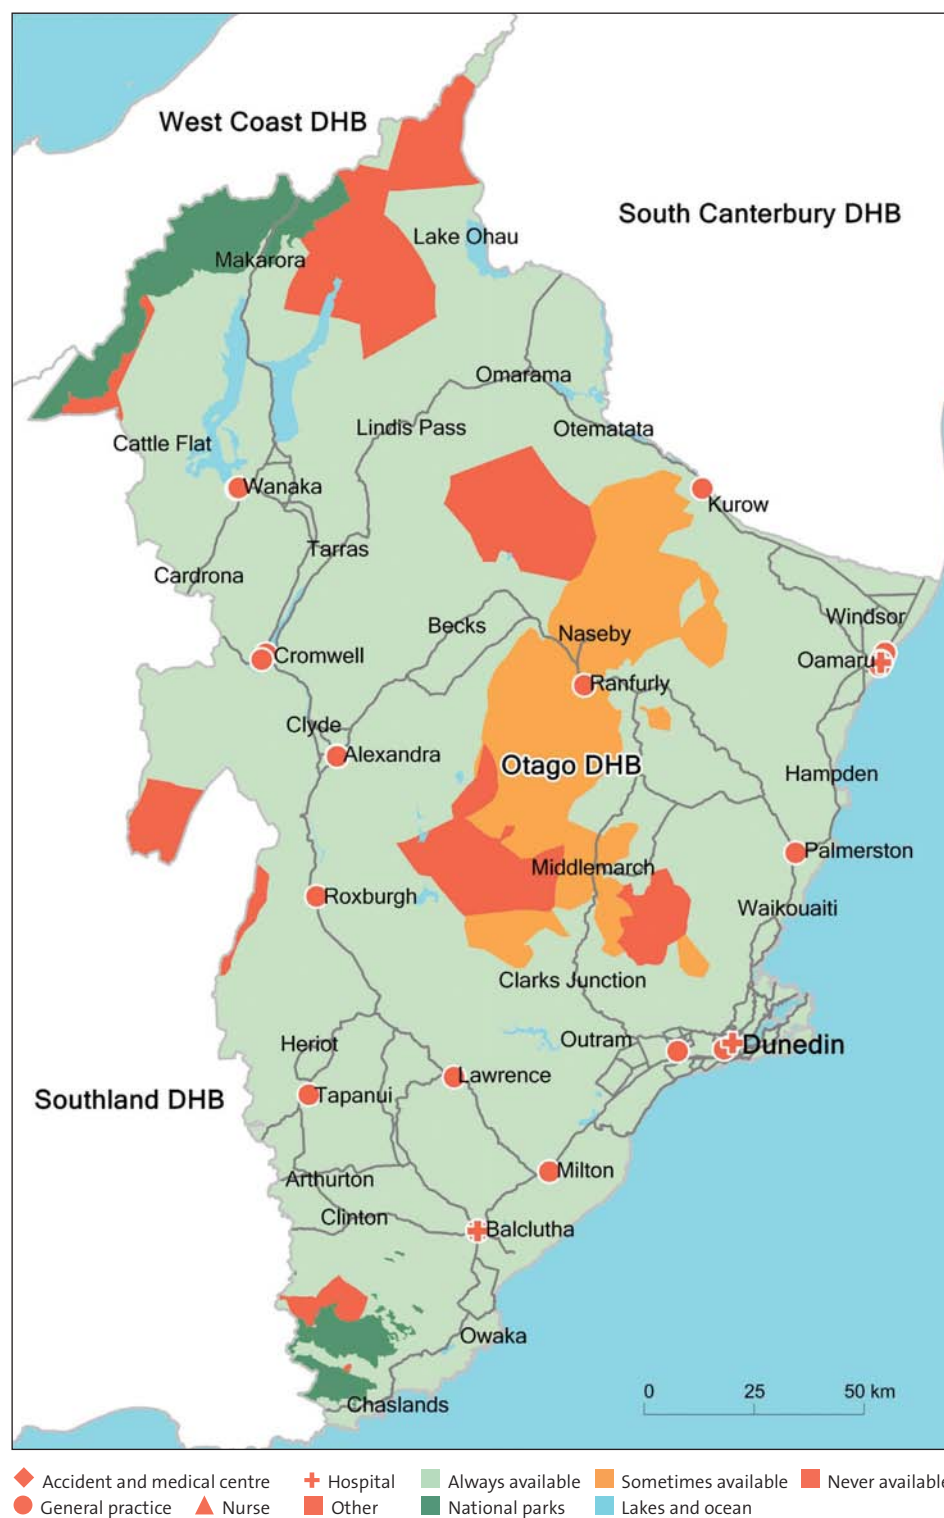 West Coast DHB
South Canterbury DHB
Lake Ohau
Makarora
Omarama
Lindis Pass
Otematata
Cattle Flat
Wanaka
Kurow
Tarras
Cardrona
Windsor
Becks
Naseby
Cromwell
Oamaru
Ranfurly
Clyde
Alexandra
Otago DHB
Hampden
Palmerston
Middlemarch
Roxburgh
Waikouaiti
Clarks Junction
Heriot
Outram
Dunedin
Lawrence
Southland DHB
Tapanui
Milton
Arthurton
Clinton
Balclutha
Owaka
Chaslands
0 25 50 km
Accident and medical centre Hospital Always available Sometimes available Never available
General practice Nurse Other National parks Lakes and ocean